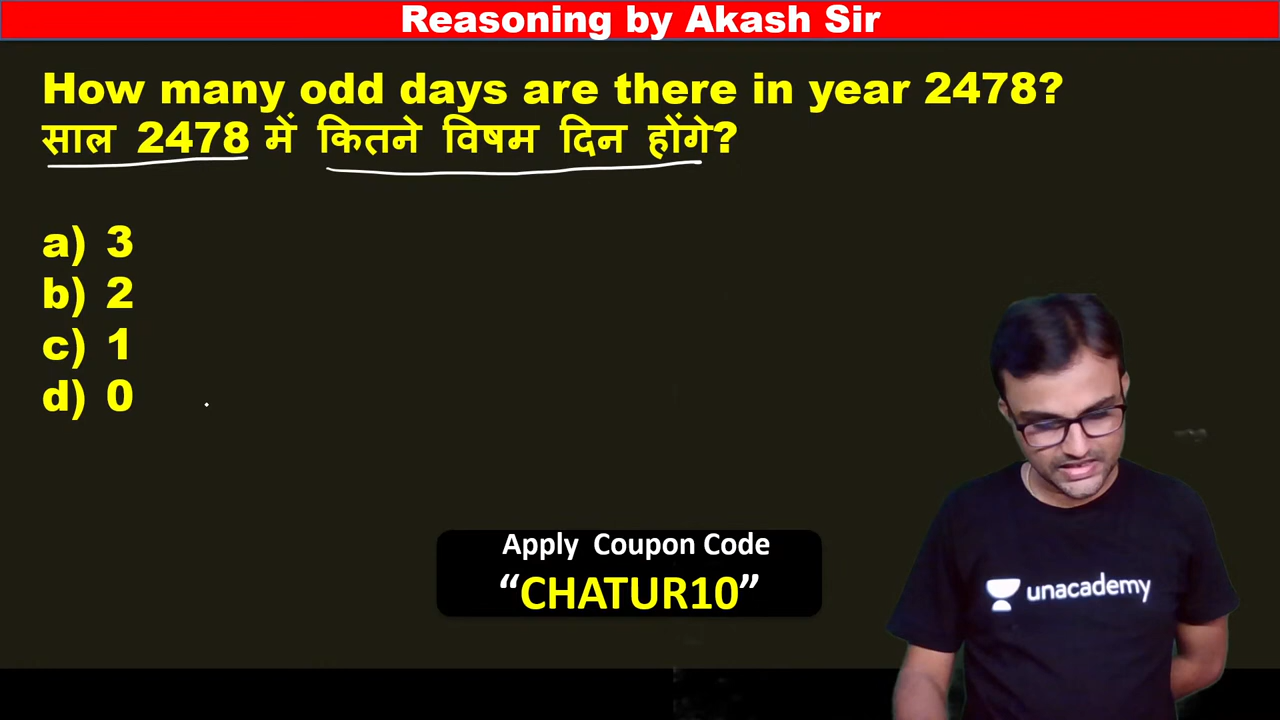 Reasoning by Akash Sir
How many odd days are there in year 2478?
साल 2478 में कितने विषम दिन होंगे?
a) 3
b) 2
c) 1
d) 0
Apply Coupon Code
“CHATUR10”
unacademy